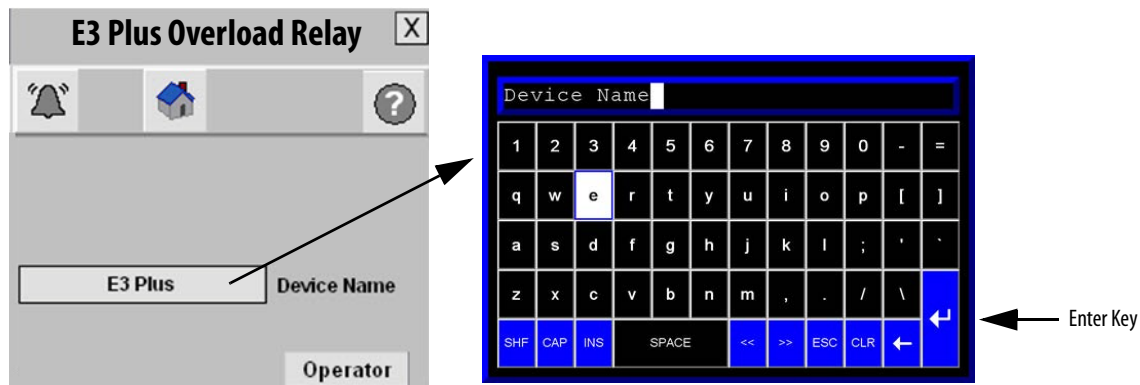 E3 Plus Overload Relay X
?
E3 Plus Device Name
Operator
Device Name
1 2 3 4 5 6 7 8 9 0 - =
q w e r t y u i o p [ ]
a s d f g h j k l ; ' `
z x c v b n m , . / \
SHF CAP INS SPACE << >> ESC CLR ←
↵
Enter Key